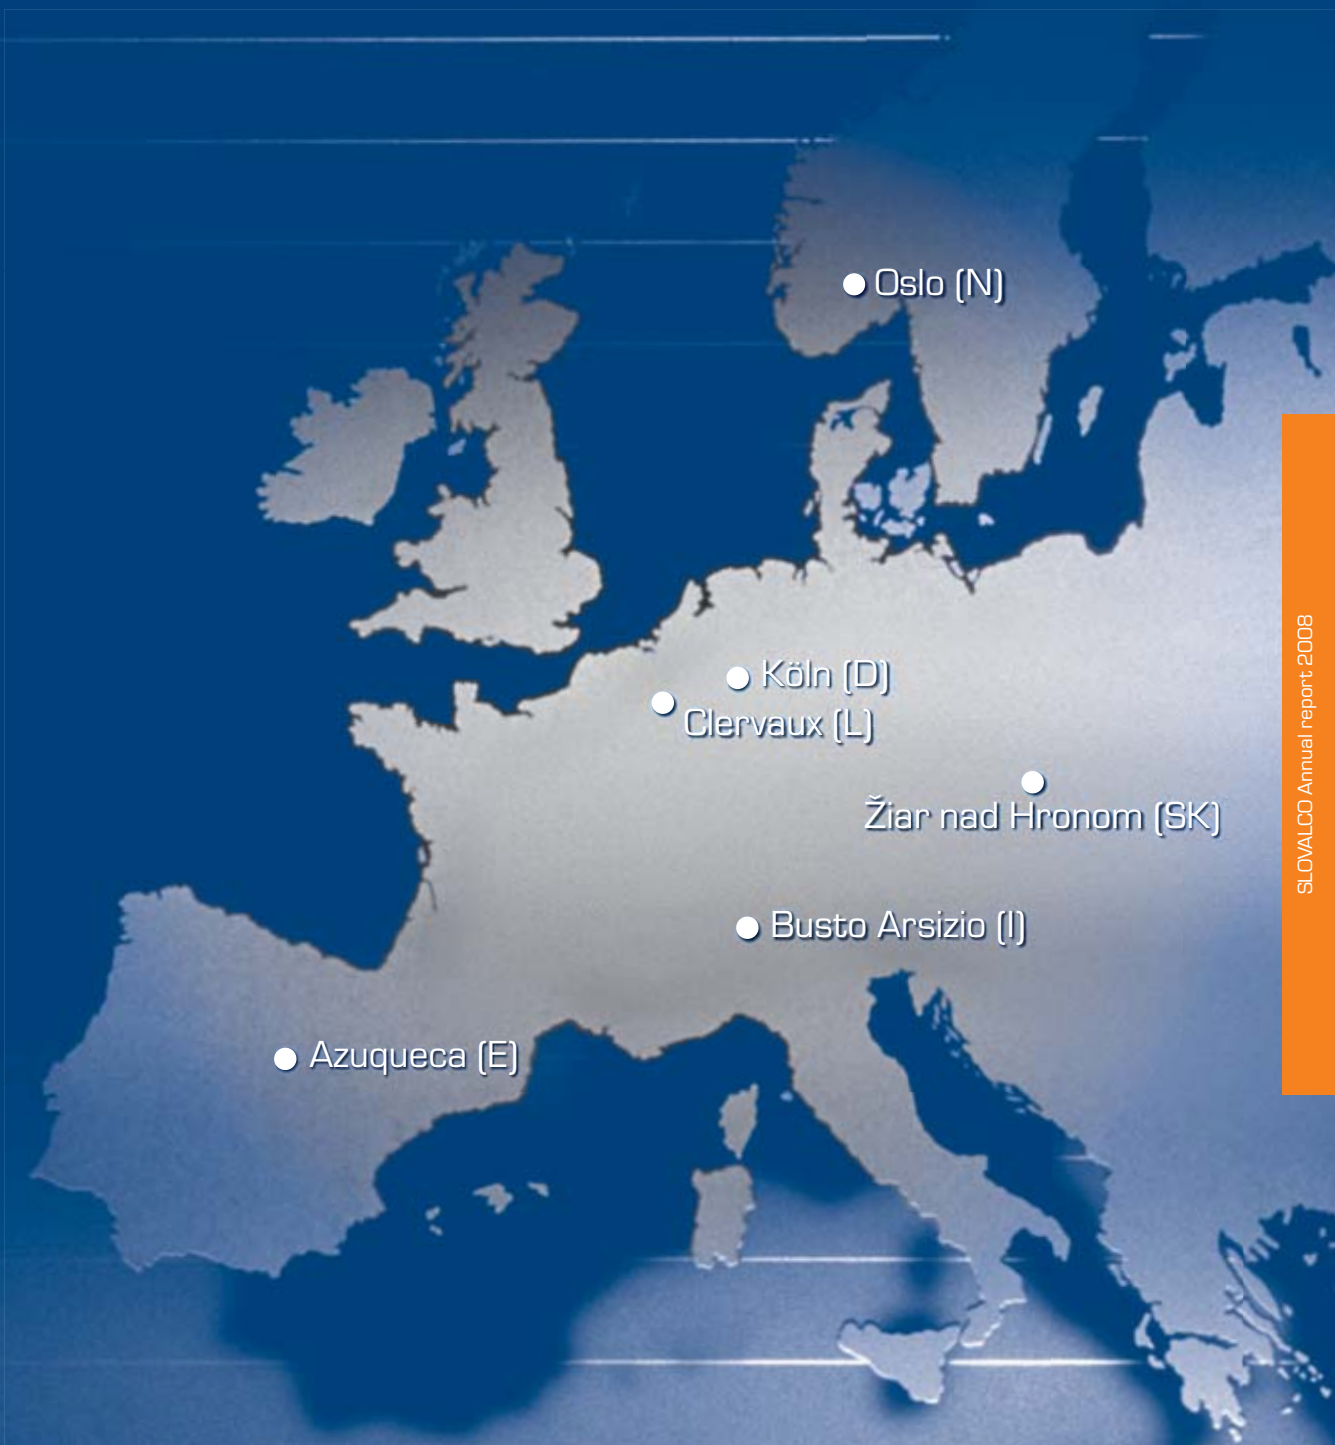 Oslo (N)
Köln (D)
Clervaux (L)
Žiar nad Hronom (SK)
Busto Arsizio (I)
Azuqueca (E)
SLOVALCO Annual report 2008